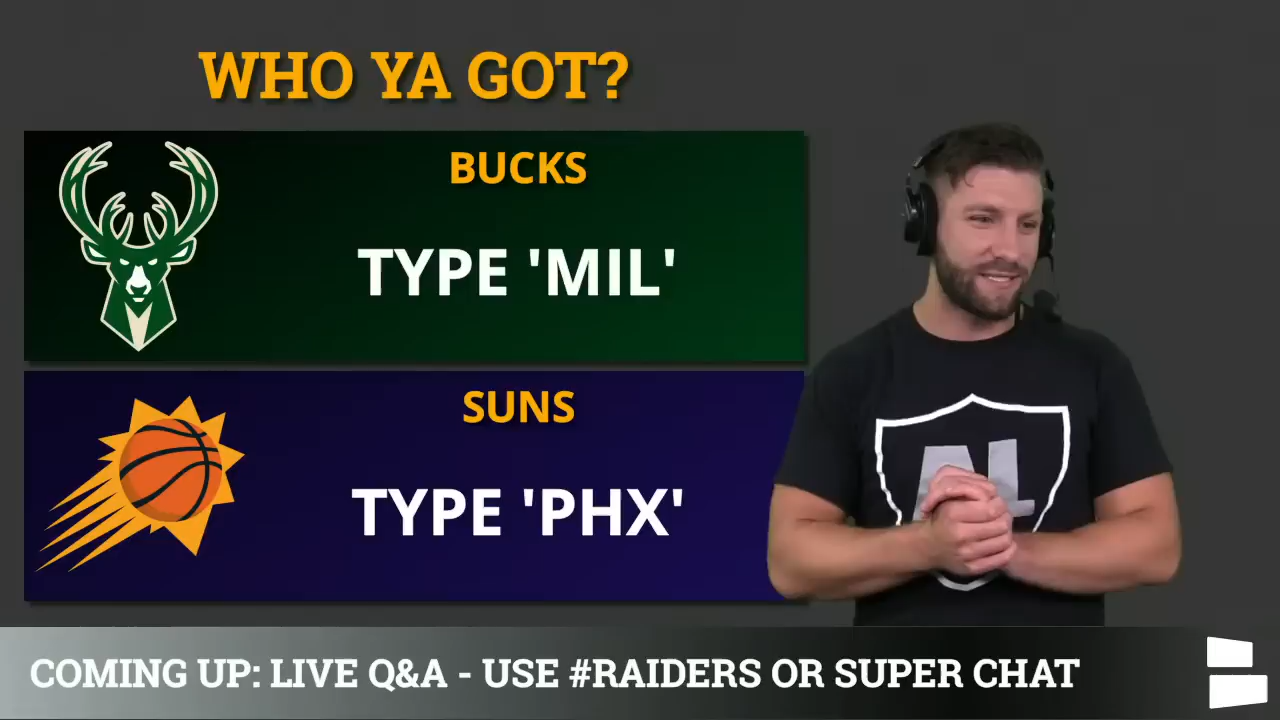 WHO YA GOT?
BUCKS
TYPE 'MIL'
SUNS
TYPE 'PHX'
AL
COMING UP: LIVE Q&A - USE #RAIDERS OR SUPER CHAT